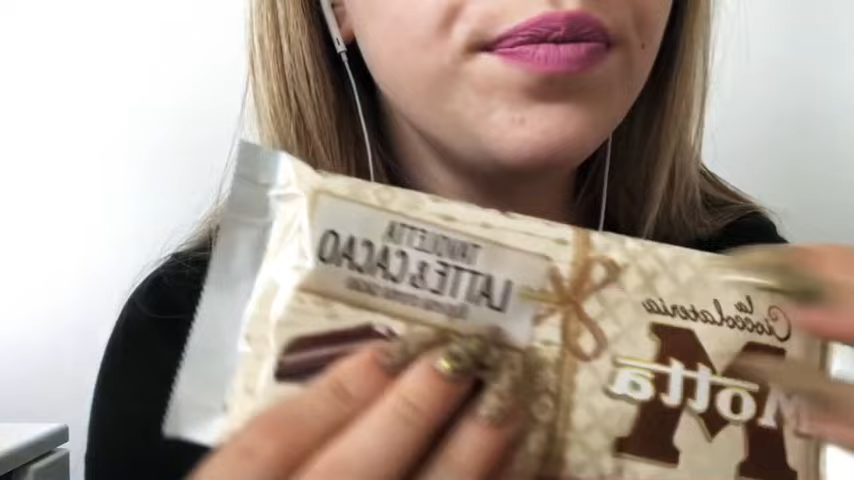 TAVOLETTA
LATTE & CACAO
la
Cioccolateria
Motta
M